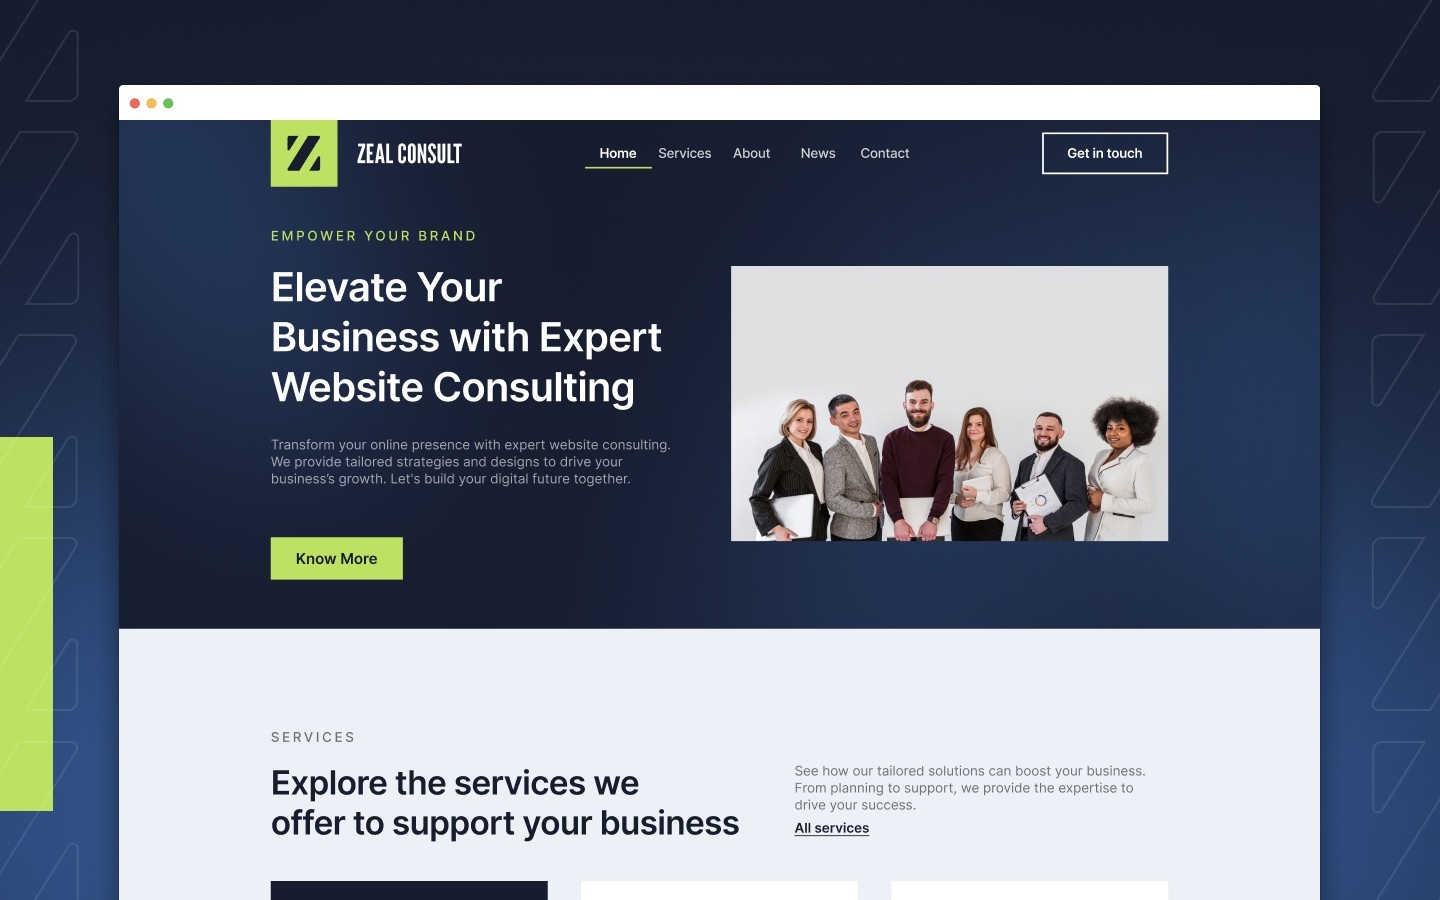 ZEAL CONSULT
Home Services About News Contact
Get in touch
EMPOWER YOUR BRAND
Elevate Your
Business with Expert
Website Consulting
Transform your online presence with expert website consulting.
We provide tailored strategies and designs to drive your
business’s growth. Let's build your digital future together.
Know More
SERVICES
Explore the services we
offer to support your business
See how our tailored solutions can boost your business.
From planning to support, we provide the expertise to
drive your success.
All services